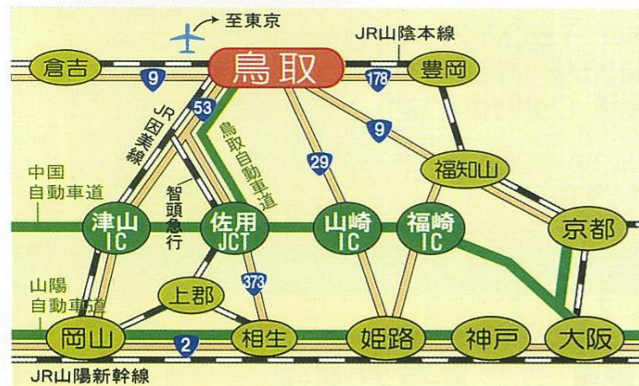 至東京
JR山陰本線
倉吉
9
鳥取
178
豊岡
53
JR因美線
鳥取自動車道
9
29
福知山
中国
自動車道
智頭急行
津山
IC
佐用
JCT
山崎
IC
福崎
IC
京都
山陽
自動車道
上郡
373
岡山
2
相生
姫路
神戸
大阪
JR山陽新幹線